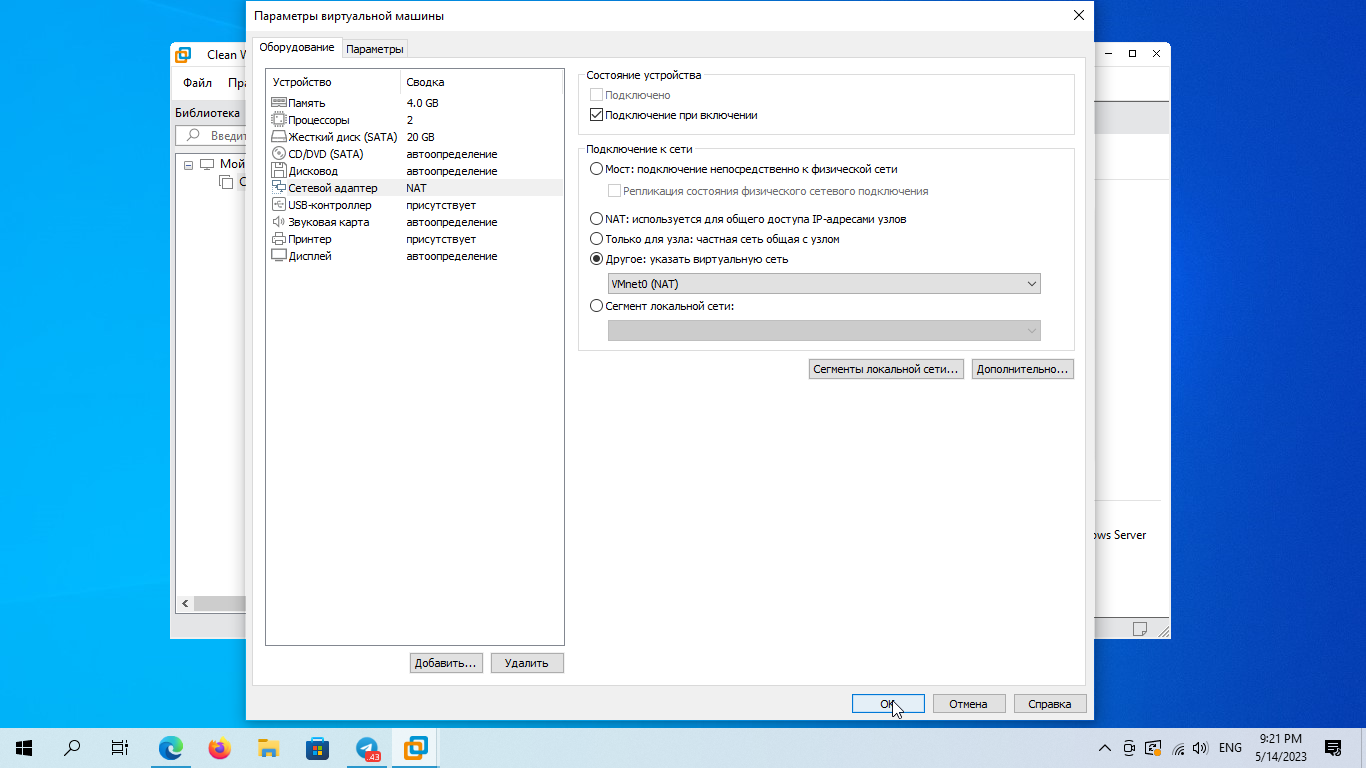 Параметры виртуальной машины
Clean W
Файл
Оборудование
Параметры
Библиотека
Мой
Устройство
Сводка
Память
4.0 GB
Процессоры
2
Жесткий диск (SATA)
20 GB
CD/DVD (SATA)
автоопределение
Дисковод
автоопределение
Сетевой адаптер
NAT
USB-контроллер
присутствует
Звуковая карта
автоопределение
Принтер
присутствует
Дисплей
автоопределение
Добавить...
Удалить
Состояние устройства
Подключено
Подключение при включении
Подключение к сети
Мост: подключение непосредственно к физической сети
Репликация состояния физического сетевого подключения
NAT: используется для общего доступа IP-адресами узлов
Только для узла: частная сеть общая с узлом
Другое: указать виртуальную сеть
VMnet0 (NAT)
Сегмент локальной сети:
Сегменты локальной сети...
Дополнительно...
ows Server
OK
Отмена
Справка
.43
ENG
9:21 PM
5/14/2023